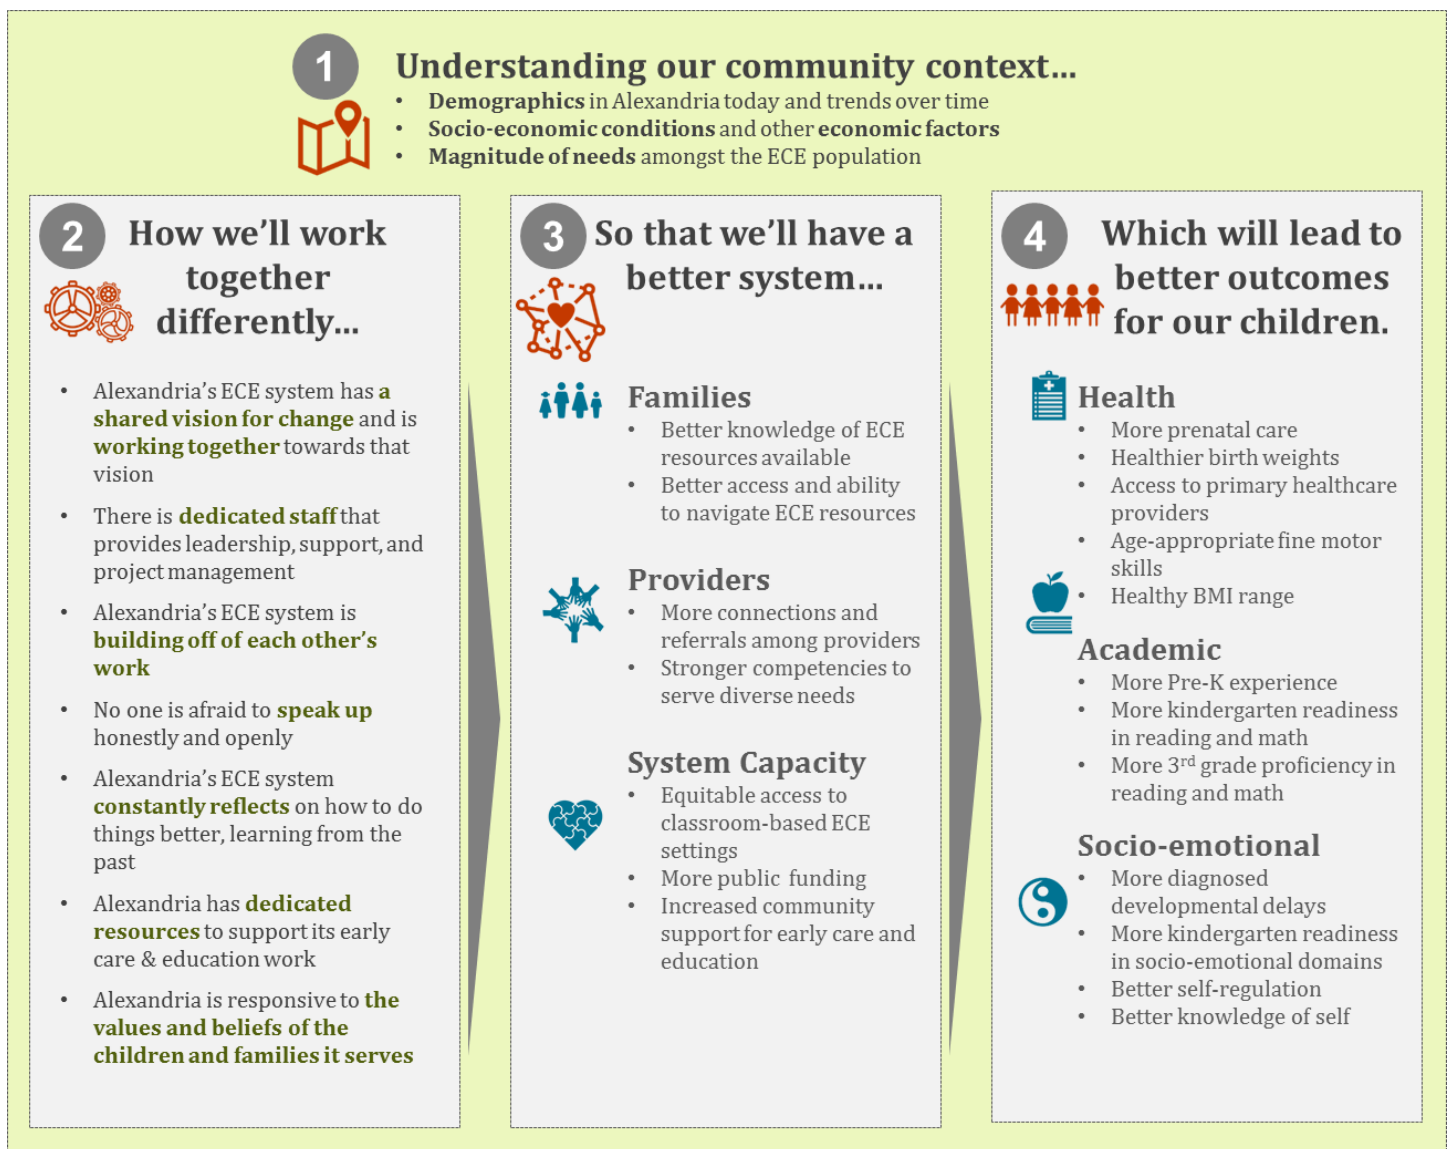 1
Understanding our community context...
• Demographics in Alexandria today and trends over time
• Socio-economic conditions and other economic factors
• Magnitude of needs amongst the ECE population
2
How we'll work
together
differently...
• Alexandria's ECE system has a
shared vision for change and is
working together towards that
vision
• There is dedicated staff that
provides leadership, support, and
project management
• Alexandria's ECE system is
building off of each other's
work
• No one is afraid to speak up
honestly and openly
• Alexandria's ECE system
constantly reflects on how to do
things better, learning from the
past
• Alexandria has dedicated
resources to support its early
care & education work
• Alexandria is responsive to the
values and beliefs of the
children and families it serves
3
So that we'll have a
better system...
Families
• Better knowledge of ECE
resources available
• Better access and ability
to navigate ECE resources
Providers
• More connections and
referrals among providers
• Stronger competencies to
serve diverse needs
System Capacity
• Equitable access to
classroom-based ECE
settings
• More public funding
• Increased community
support for early care and
education
4
Which will lead to
better outcomes
for our children.
Health
• More prenatal care
• Healthier birth weights
• Access to primary healthcare
providers
• Age-appropriate fine motor
skills
• Healthy BMI range
Academic
• More Pre-K experience
• More kindergarten readiness
in reading and math
• More 3rd grade proficiency in
reading and math
Socio-emotional
• More diagnosed
developmental delays
• More kindergarten readiness
in socio-emotional domains
• Better self-regulation
• Better knowledge of self